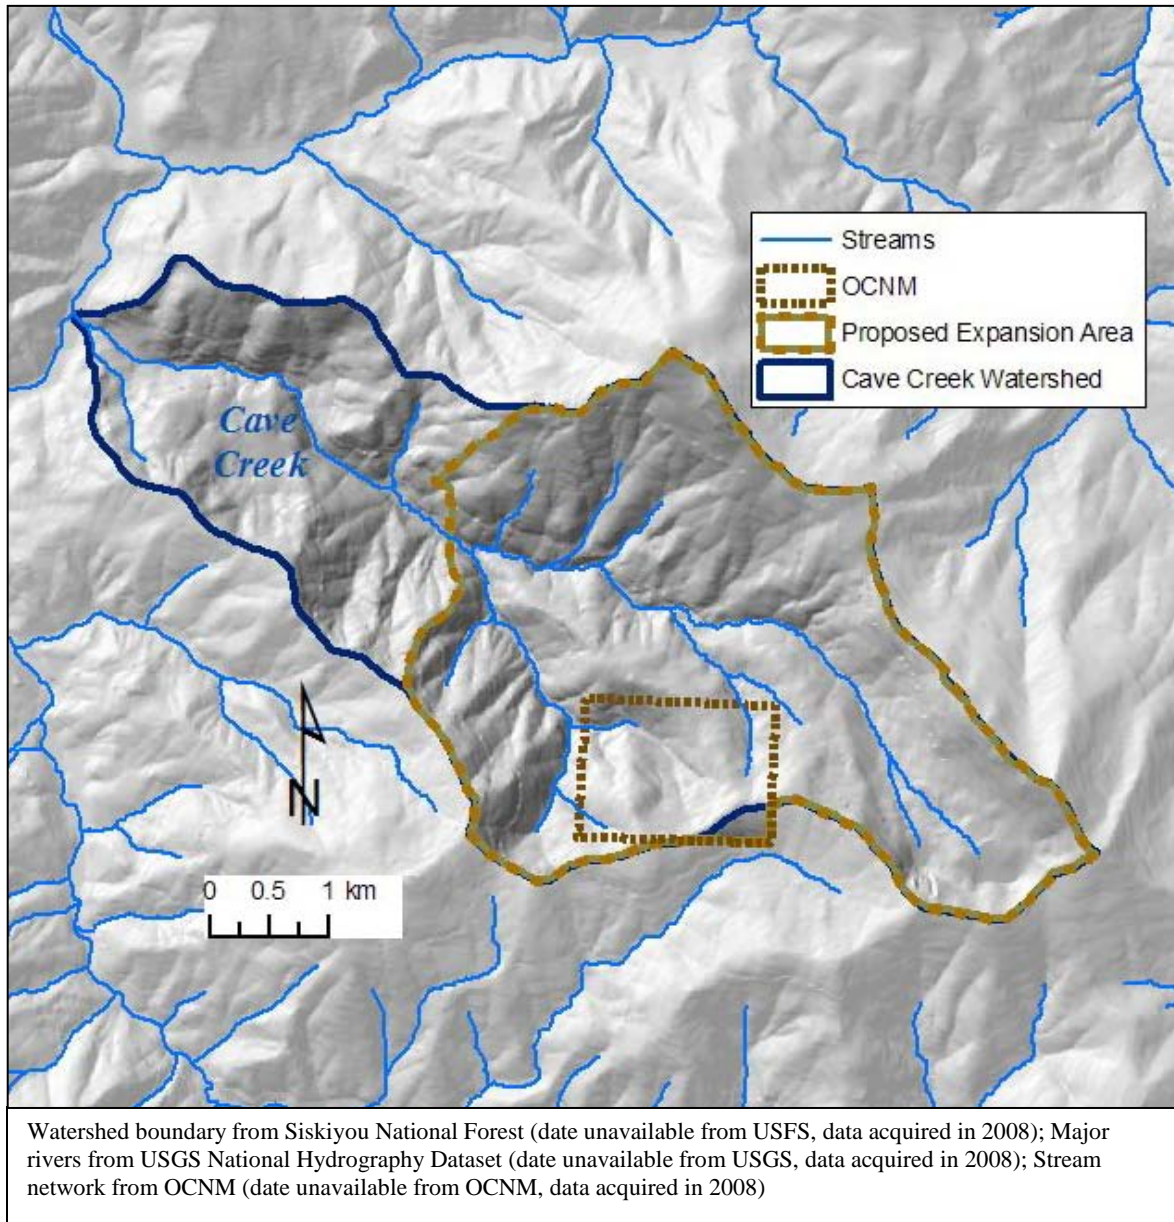 Streams
OCNM
Proposed Expansion Area
Cave Creek Watershed
Cave
Creek
N
0 0.5 1 km
Watershed boundary from Siskiyou National Forest (date unavailable from USFS, data acquired in 2008); Major
rivers from USGS National Hydrography Dataset (date unavailable from USGS, data acquired in 2008); Stream
network from OCNM (date unavailable from OCNM, data acquired in 2008)